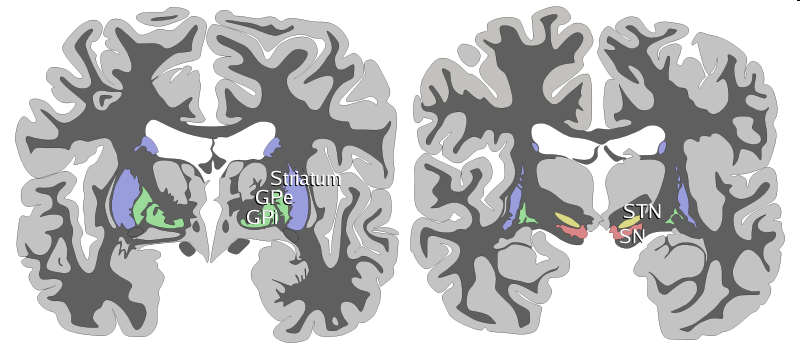 Striatum
GPe
GPi
STN
SN